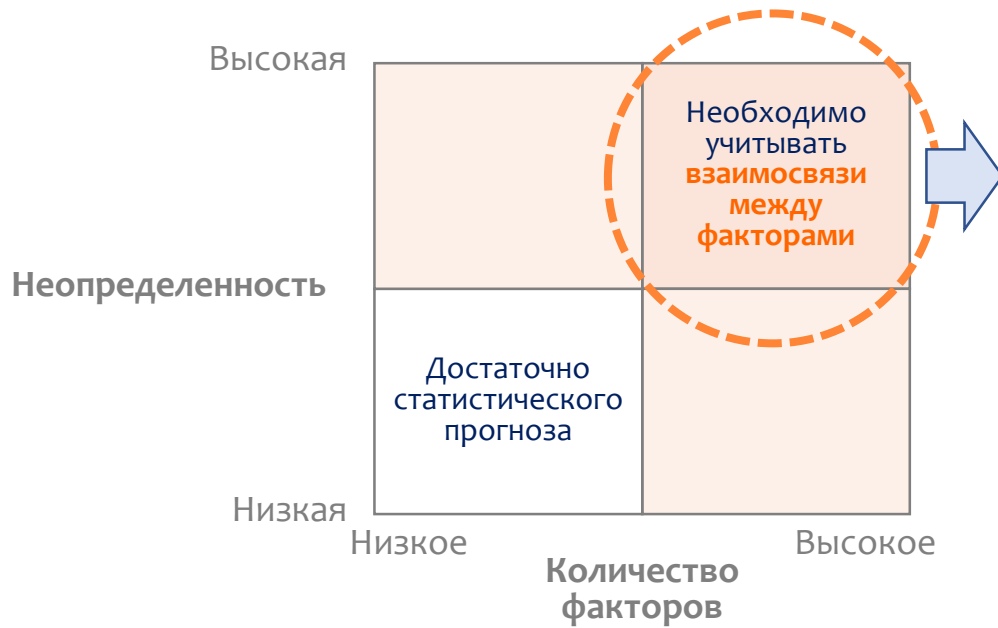 Высокая
Необходимо
учитывать
взаимосвязи
между
факторами
Неопределенность
Достаточно
статистического
прогноза
Низкая
Низкое
Высокое
Количество
факторов